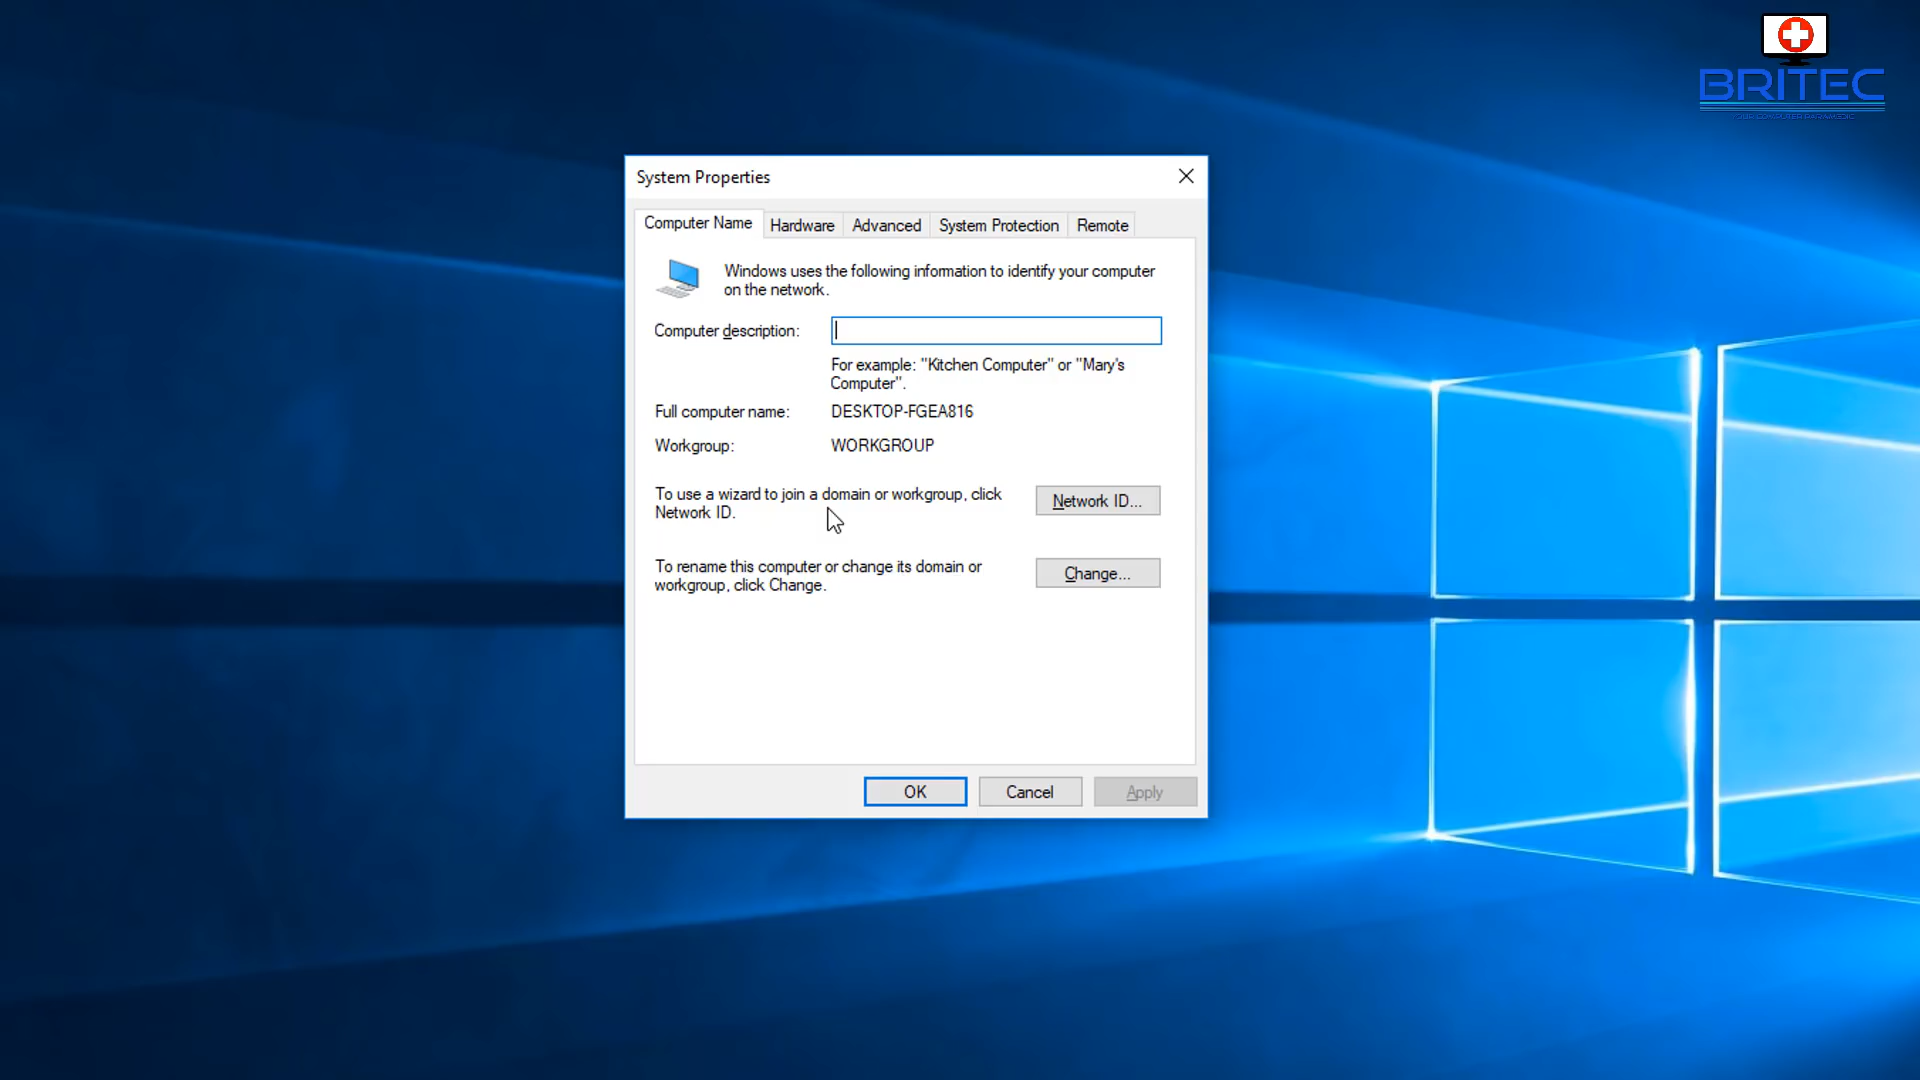 BRITEC
YOUR COMPUTER PARAMEDIC
System Properties
Computer Name
Hardware
Advanced
System Protection
Remote
Windows uses the following information to identify your computer
on the network.
Computer description:
For example: "Kitchen Computer" or "Mary's
Computer".
Full computer name: DESKTOP-FGEA816
Workgroup: WORKGROUP
To use a wizard to join a domain or workgroup, click
Network ID.
Network ID...
To rename this computer or change its domain or
workgroup, click Change.
Change...
OK
Cancel
Apply